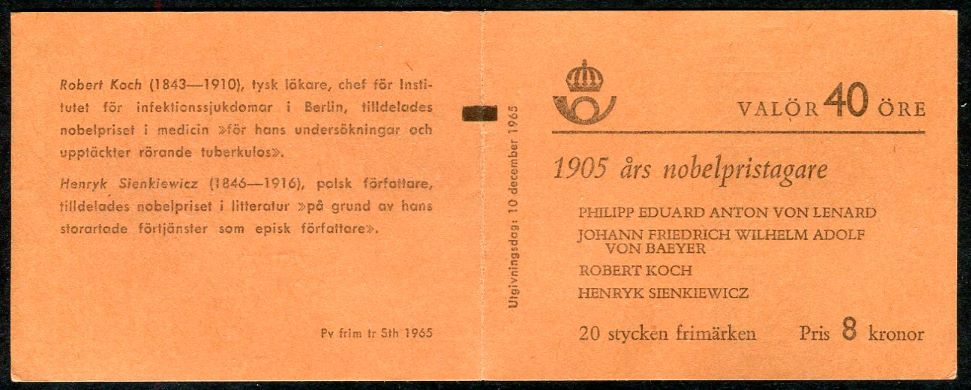 Robert Koch (1843—1910), tysk läkare, chef för Insti-
tutet för infektionssjukdomar i Berlin, tilldelades
nobelpriset i medicin »för hans undersökningar och
upptäckter rörande tuberkulos».
Henryk Sienkiewicz (1846—1916), polsk författare,
tilldelades nobelpriset i litteratur »på grund av hans
storartade förtjänster som episk författare».
Pv frim tr Sth 1965
Utgivningsdag: 10 december 1965
VALÖR 40 ÖRE
1905 års nobelpristagare
PHILIPP EDUARD ANTON VON LENARD
JOHANN FRIEDRICH WILHELM ADOLF
VON BAEYER
ROBERT KOCH
HENRYK SIENKIEWICZ
20 stycken frimärken Pris 8 kronor